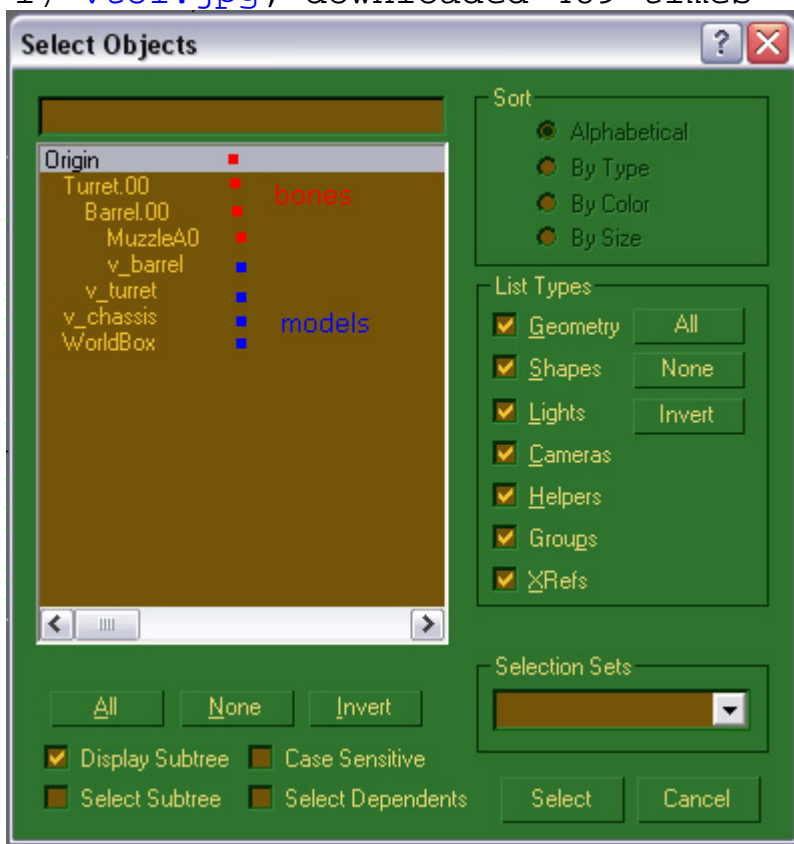 1) vt01.jpg, downloaded 409 times
Select Objects
Origin
Turret.00
Barrel.00
MuzzleA0
v_barrel
v_turret
v_chassis
WorldBox
bones
models
Sort
Alphabetical
By Type
By Color
By Size
List Types
Geometry
All
Shapes
None
Lights
Invert
Cameras
Helpers
Groups
XRefs
Selection Sets
All
None
Invert
Display Subtree
Case Sensitive
Select Subtree
Select Dependents
Select
Cancel